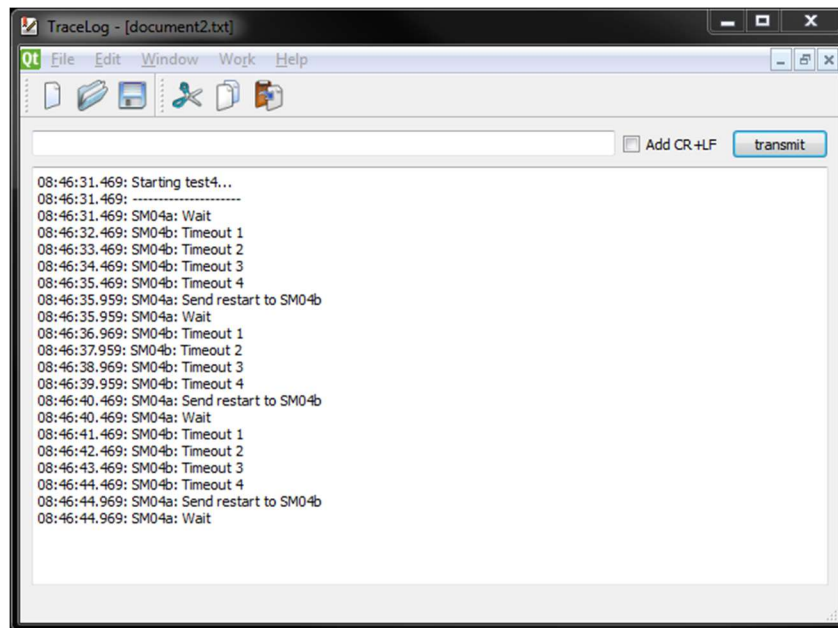 TraceLog - [document2.txt]
Qt File Edit Window Work Help
Add CR+LF transmit
08:46:31.469: Starting test4...
08:46:31.469: ---------------------
08:46:31.469: SM04a: Wait
08:46:32.469: SM04b: Timeout 1
08:46:33.469: SM04b: Timeout 2
08:46:34.469: SM04b: Timeout 3
08:46:35.469: SM04b: Timeout 4
08:46:35.959: SM04a: Send restart to SM04b
08:46:35.959: SM04a: Wait
08:46:36.969: SM04b: Timeout 1
08:46:37.959: SM04b: Timeout 2
08:46:38.969: SM04b: Timeout 3
08:46:39.959: SM04b: Timeout 4
08:46:40.469: SM04a: Send restart to SM04b
08:46:40.469: SM04a: Wait
08:46:41.469: SM04b: Timeout 1
08:46:42.469: SM04b: Timeout 2
08:46:43.469: SM04b: Timeout 3
08:46:44.469: SM04b: Timeout 4
08:46:44.969: SM04a: Send restart to SM04b
08:46:44.969: SM04a: Wait